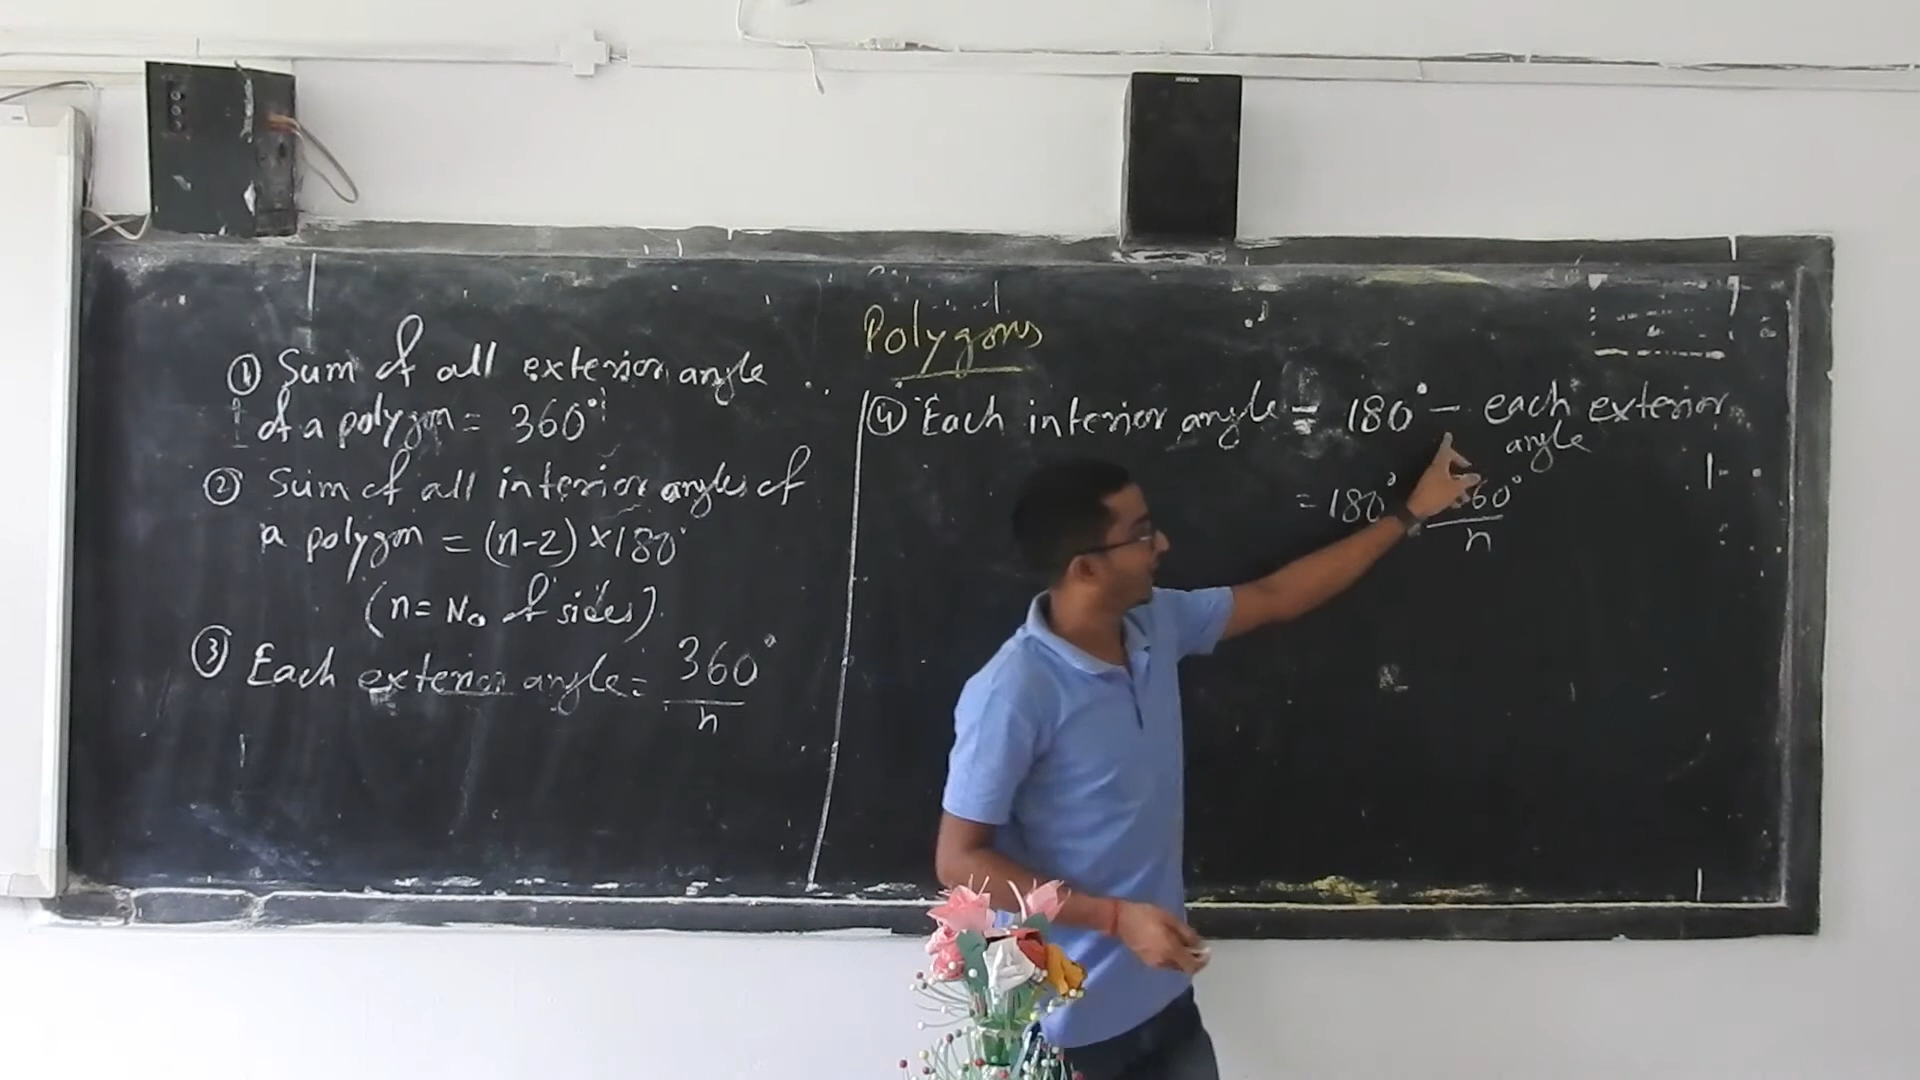 Polygons
① Sum of all exterior angle
of a polygon = 360°
② Sum of all interior angles of
a polygon = (n-2)×180°
(n = No of sides)
③ Each exterior angle = 360°
n
④ Each interior angle = 180° - each exterior
angle
= 180° 60°
n